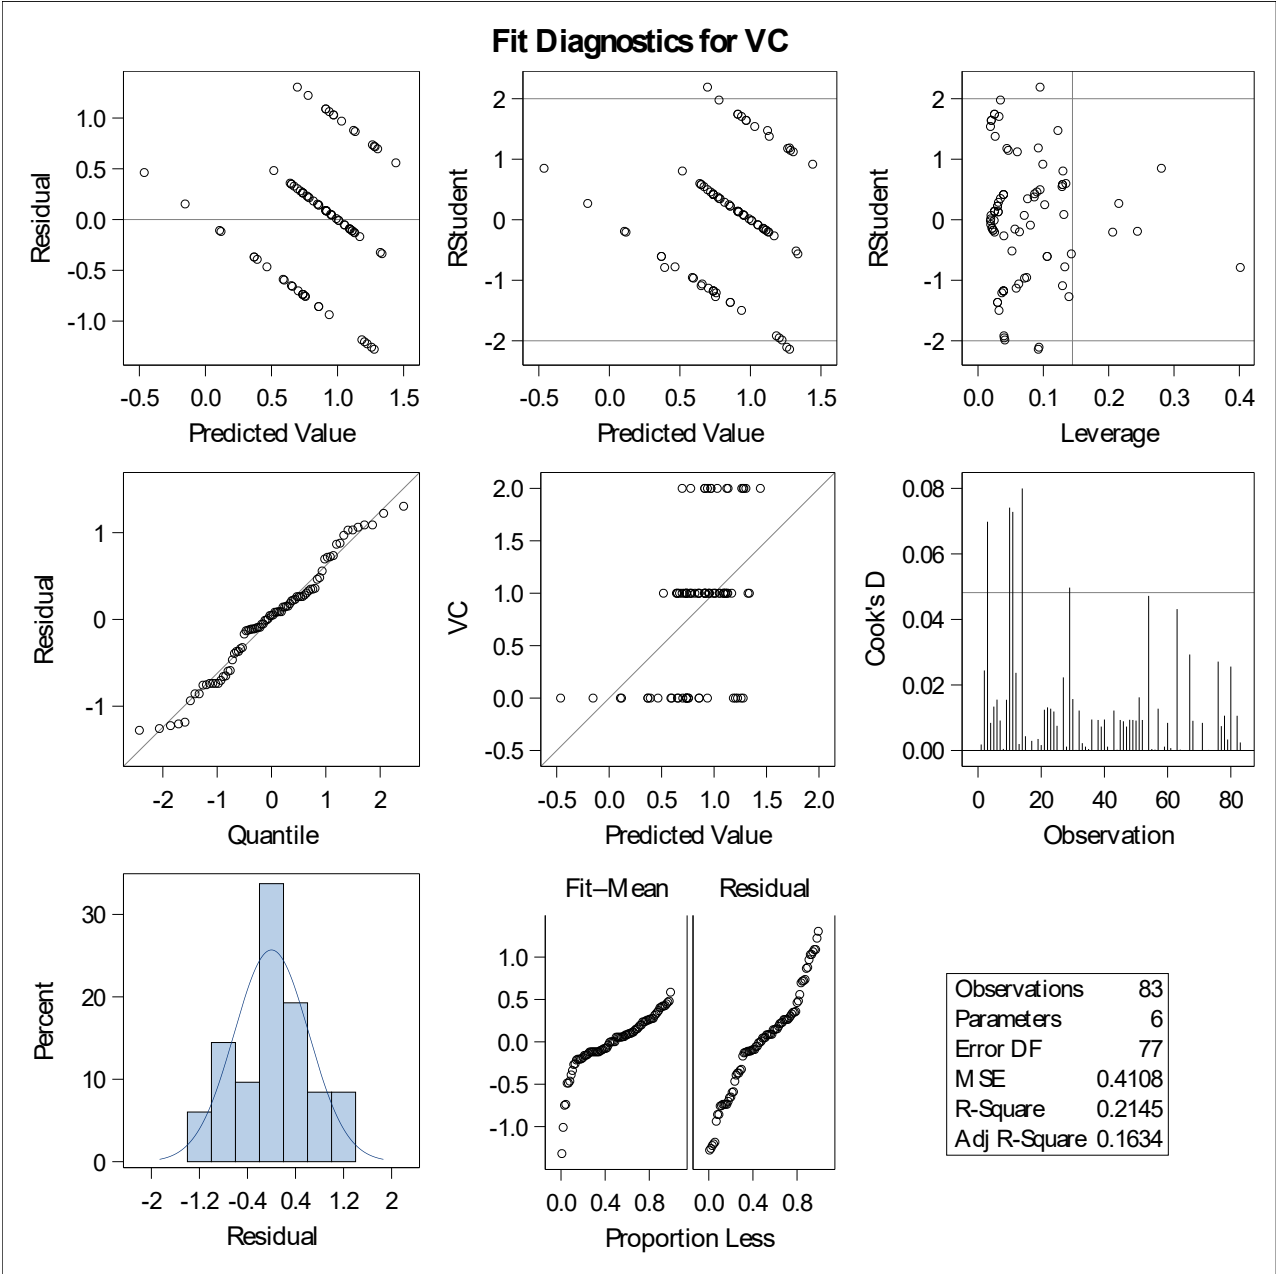 Fit Diagnostics for VC
1.0
0.5
0.0
-0.5
-1.0
Residual
-0.5 0.0 0.5 1.0 1.5
Predicted Value
2
1
0
-1
-2
RStudent
-0.5 0.0 0.5 1.0 1.5
Predicted Value
2
1
0
-1
-2
RStudent
0.0 0.1 0.2 0.3 0.4
Leverage
1
0
-1
Residual
-2 -1 0 1 2
Quantile
2.0
1.5
1.0
0.5
0.0
-0.5
VC
-0.5 0.0 0.5 1.0 1.5 2.0
Predicted Value
0.08
0.06
0.04
0.02
0.00
Cook's D
0 20 40 60 80
Observation
30
20
10
0
Percent
-2 -1.2 -0.4 0.4 1.2 2
Residual
Fit–Mean Residual
1.0
0.5
0.0
-0.5
-1.0
0.0 0.4 0.8 0.0 0.4 0.8
Proportion Less
Observations 83
Parameters 6
Error DF 77
MSE 0.4108
R-Square 0.2145
Adj R-Square 0.1634